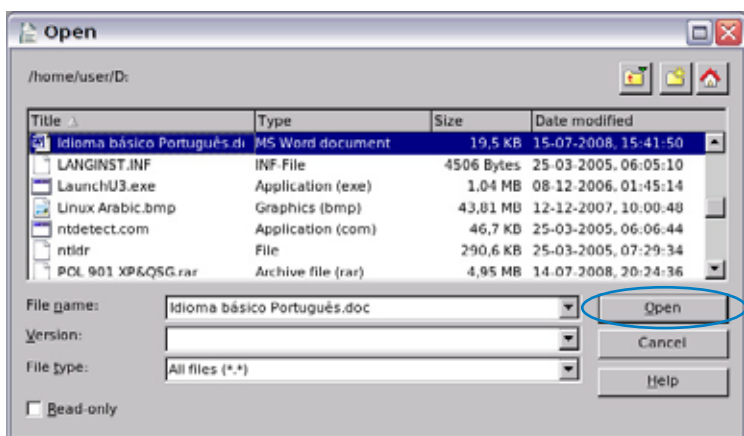 Open
/home/user/D:
Title Type Size Date modified
Idioma básico Português.d MS Word document 19,5 KB 15-07-2008, 15:41:50
LANGINST.INF INF-File 4506 Bytes 25-03-2005, 06:05:10
LaunchU3.exe Application (exe) 1.04 MB 08-12-2006, 01:45:14
Linux Arabic.bmp Graphics (bmp) 43,81 MB 12-12-2007, 10:00:48
ntdetect.com Application (com) 46,7 KB 25-03-2005, 06:06:44
ntldr File 290,6 KB 25-03-2005, 07:29:34
POL 901 XP&QSG.rar Archive file (rar) 4,95 MB 14-07-2008, 20:24:36
File name: Idioma básico Português.doc Open
Version: Cancel
File type: All files (*.*) Help
Read-only